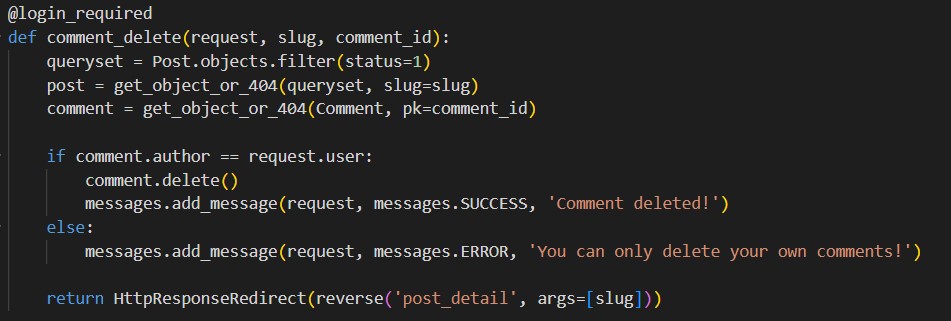 @login_required
def comment_delete(request, slug, comment_id):
    queryset = Post.objects.filter(status=1)
    post = get_object_or_404(queryset, slug=slug)
    comment = get_object_or_404(Comment, pk=comment_id)

    if comment.author == request.user:
        comment.delete()
        messages.add_message(request, messages.SUCCESS, 'Comment deleted!')
    else:
        messages.add_message(request, messages.ERROR, 'You can only delete your own comments!')

    return HttpResponseRedirect(reverse('post_detail', args=[slug]))